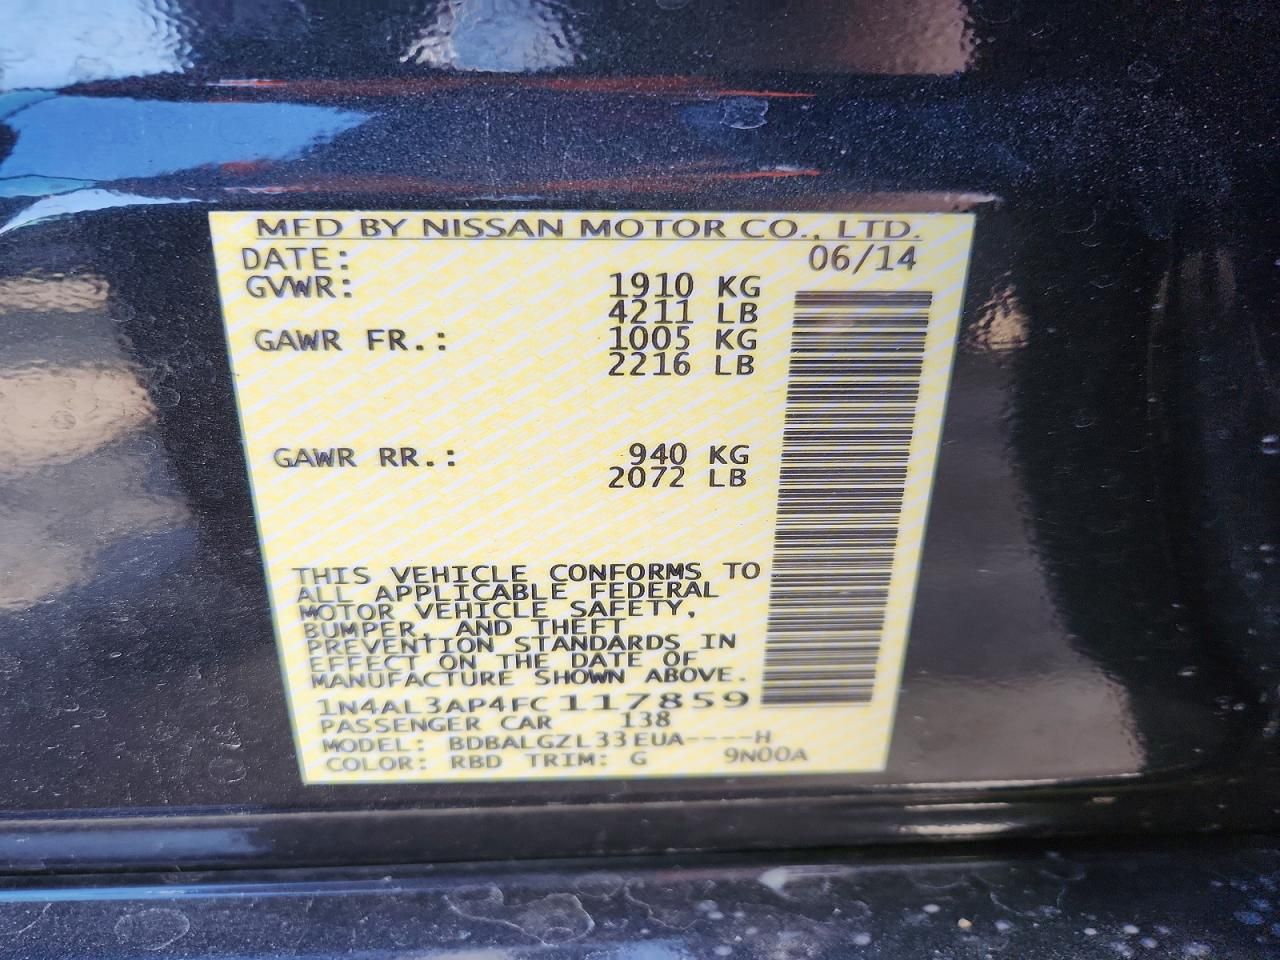 MFD BY NISSAN MOTOR CO., LTD.
DATE: 06/14
GVWR: 1910 KG
4211 LB
GAWR FR.: 1005 KG
2216 LB
GAWR RR.: 940 KG
2072 LB
THIS VEHICLE CONFORMS TO
ALL APPLICABLE FEDERAL
MOTOR VEHICLE SAFETY,
BUMPER, AND THEFT
PREVENTION STANDARDS IN
EFFECT ON THE DATE OF
MANUFACTURE SHOWN ABOVE.
1N4AL3AP4FC117859
PASSENGER CAR 138
MODEL: BDBALGZL33EUA----H
COLOR: RBD TRIM: G 9N00A